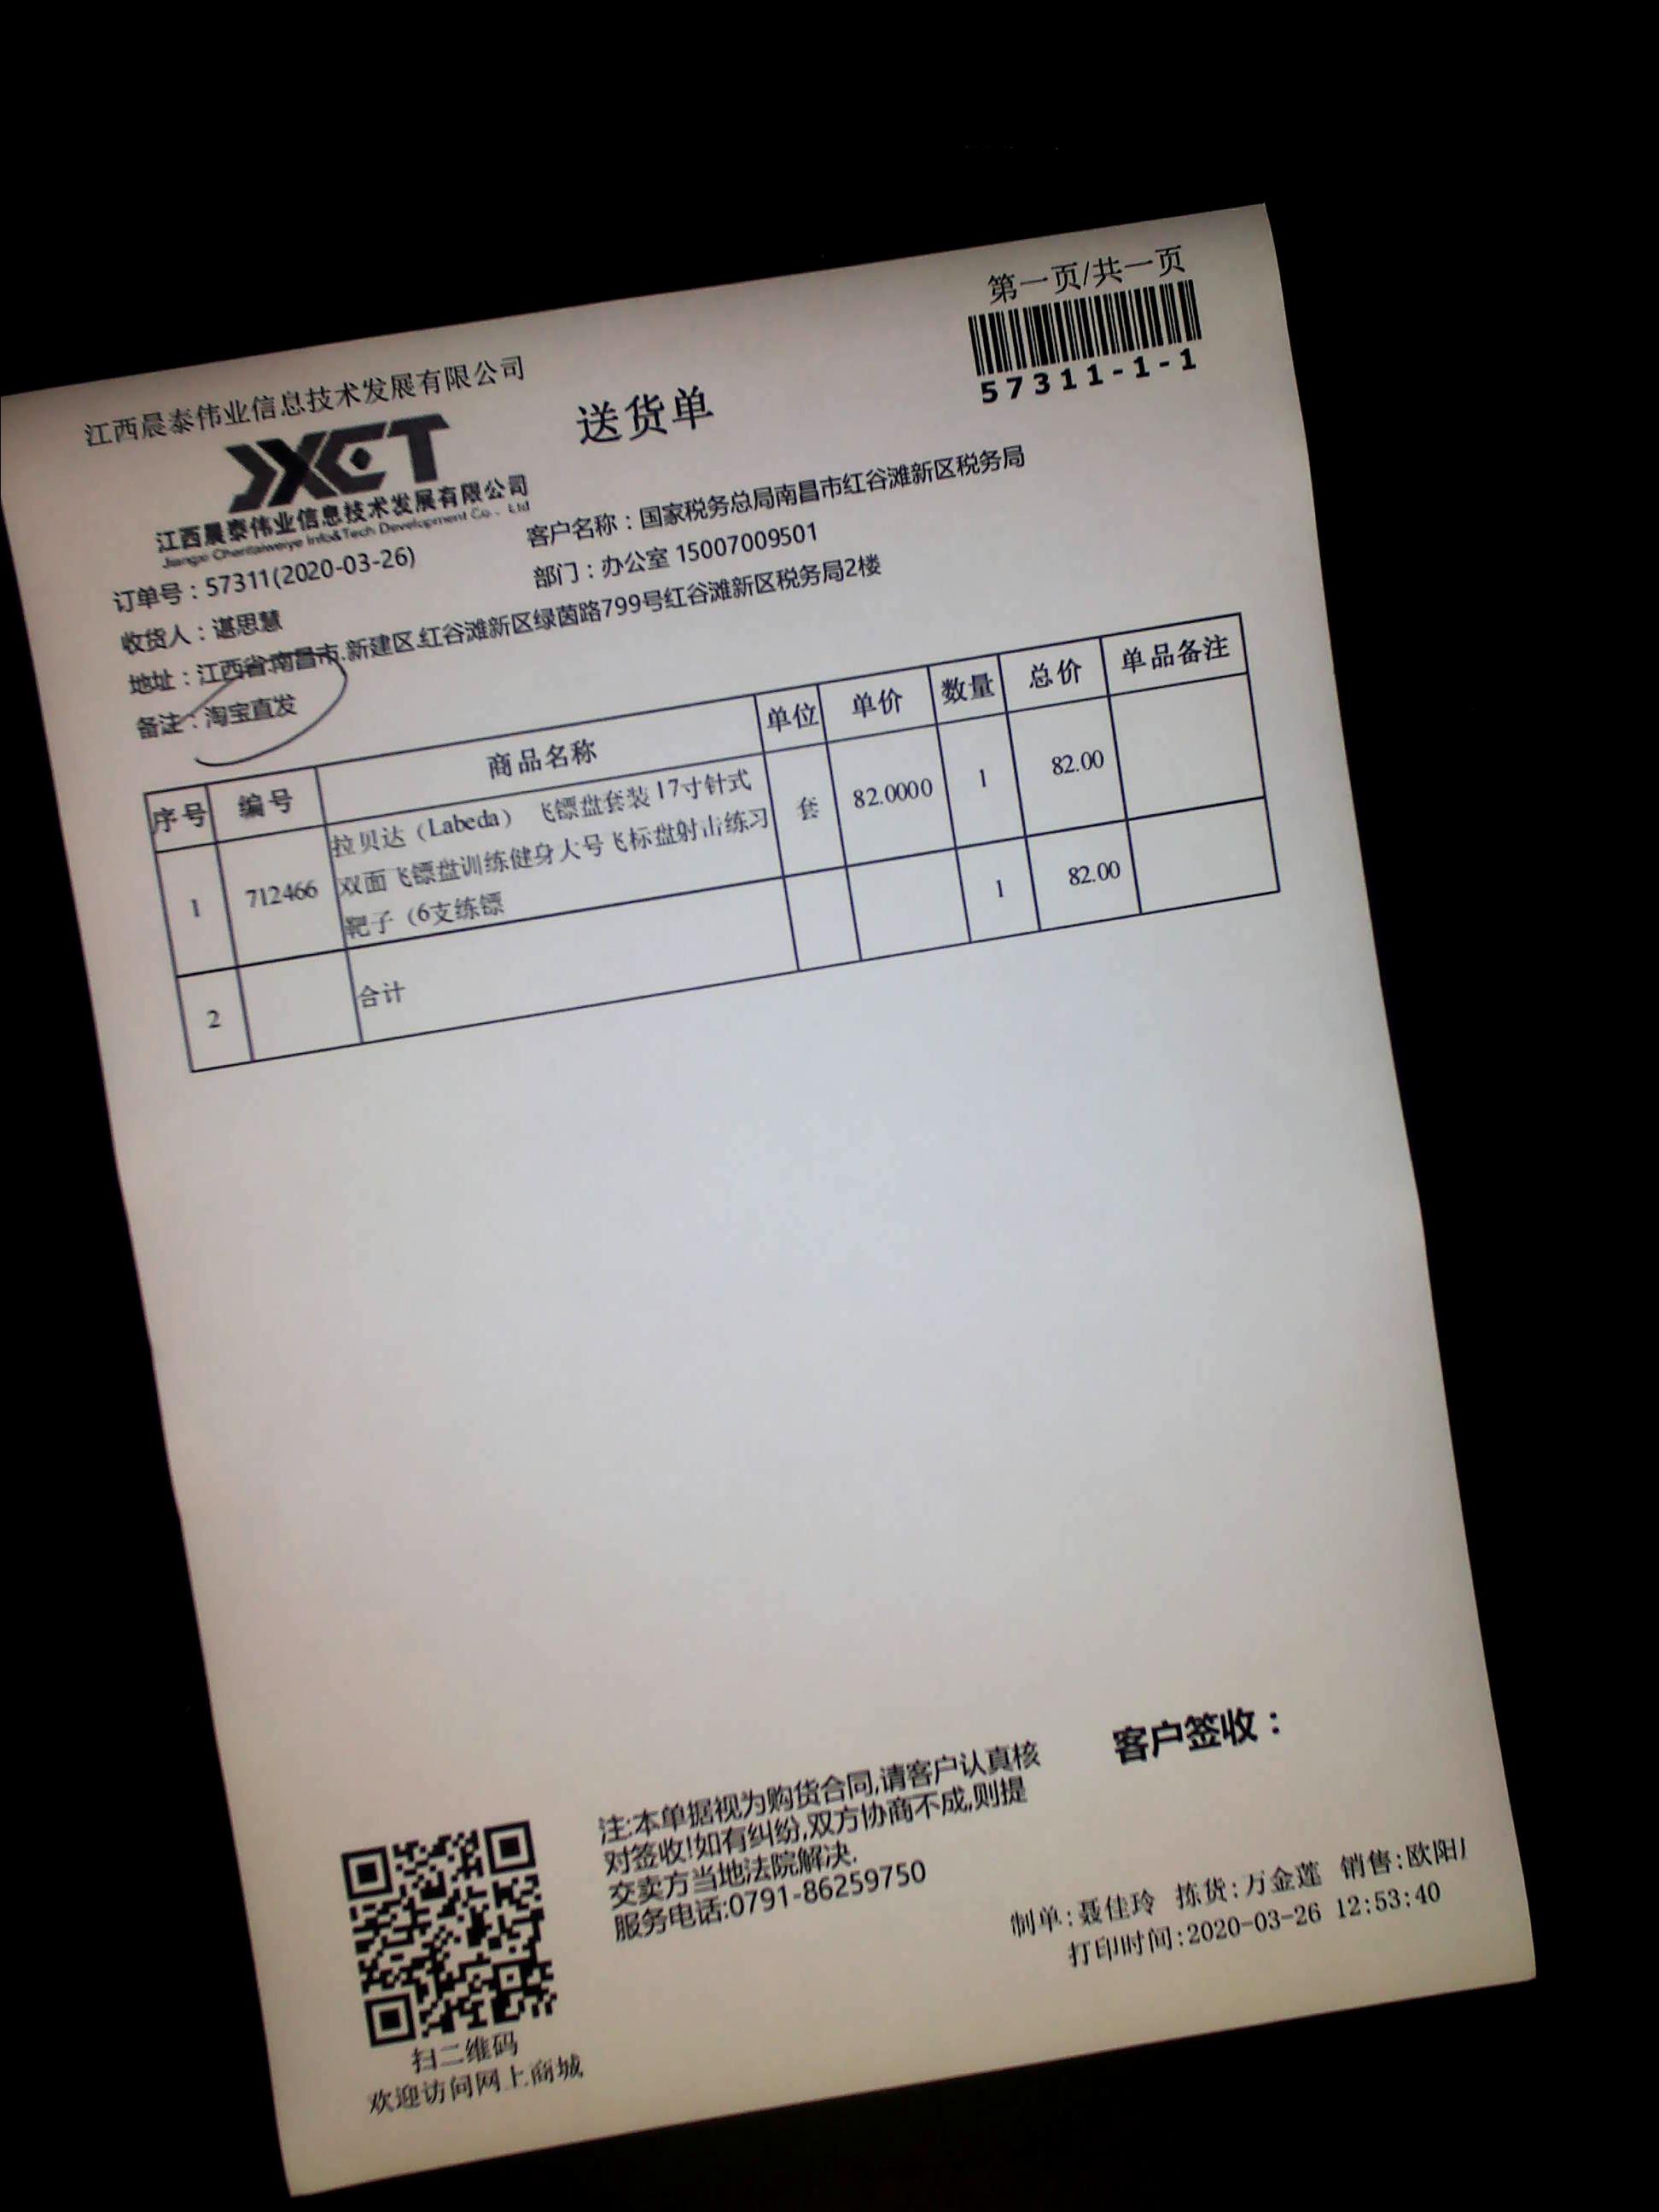 第一页/共一页
57311-1-1
江西晨泰伟业信息技术发展有限公司
送货单
JXCT
江西晨泰伟业信息技术发展有限公司
Jiangxi Chentaiweiye Info&Tech Development Co., Ltd
客户名称：国家税务总局南昌市红谷滩新区税务局
订单号：57311(2020-03-26)
部门：办公室 15007009501
收货人：谌思慧
地址：江西省.南昌市.新建区.红谷滩新区绿茵路799号红谷滩新区税务局2楼
备注：淘宝直发
序号 编号 商品名称 单位 单价 数量 总价 单品备注
1 712466 拉贝达（Labeda） 飞镖盘套装 17寸针式 套 82.0000 1 82.00
双面飞镖盘训练健身大号飞标盘射击练习
靶子（6支练镖
2 合计 1 82.00
客户签收：
注:本单据视为购货合同,请客户认真核
对签收!如有纠纷,双方协商不成,则提
交卖方当地法院解决.
服务电话:0791-86259750
制单:聂佳玲 拣货:万金莲 销售:欧阳
打印时间:2020-03-26 12:53:40
扫二维码
欢迎访问网上商城